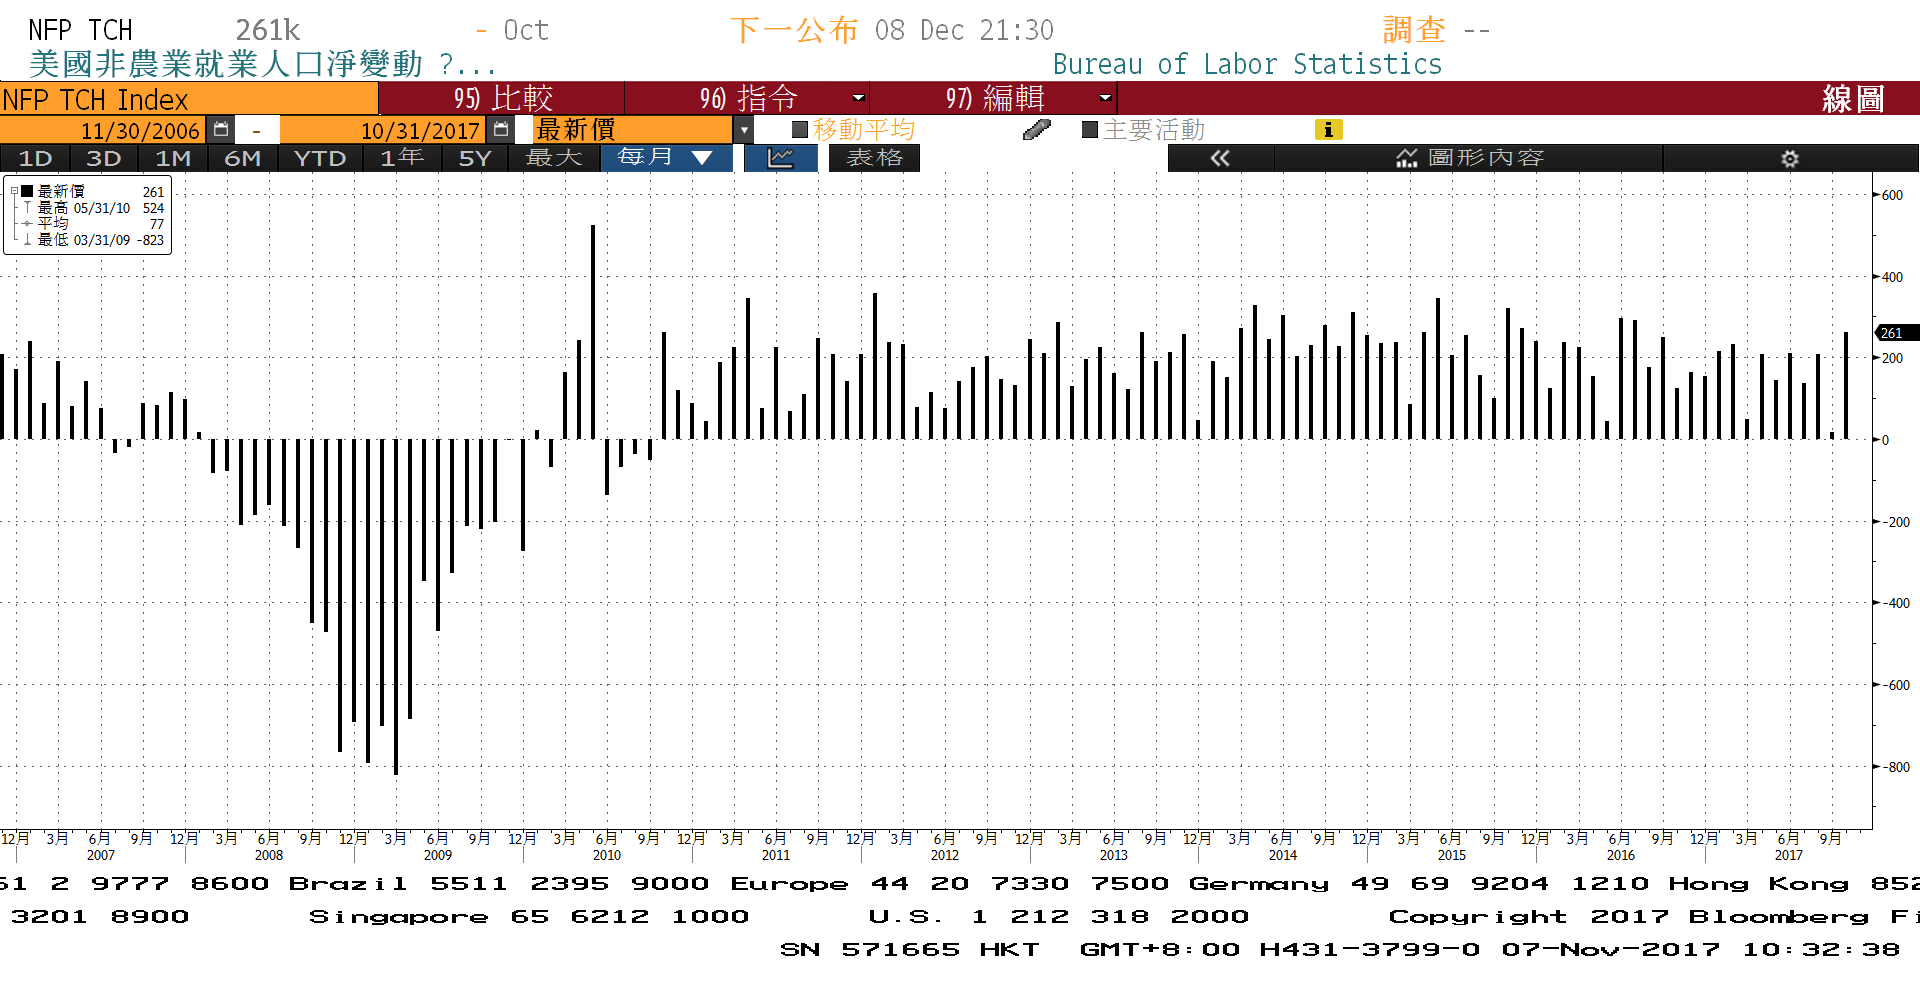 NFP TCH 261k - Oct 下一公布 08 Dec 21:30 調查 --
美國非農業就業人口淨變動 ?... Bureau of Labor Statistics
NFP TCH Index 95) 比較 96) 指令 97) 編輯 線圖
11/30/2006 - 10/31/2017 最新價 移動平均 主要活動 i
1D 3D 1M 6M YTD 1年 5Y 最大 每月 ▼ 表格 « 圖形內容
最新價 261
最高 05/31/10 524
平均 77
最低 03/31/09 -823
600
400
261
200
0
-200
-400
-600
-800
12月 3月 6月 9月 12月 3月 6月 9月 12月 3月 6月 9月 12月 3月 6月 9月 12月 3月 6月 9月 12月 3月 6月 9月 12月 3月 6月 9月 12月 3月 6月 9月 12月 3月 6月 9月 12月 3月 6月 9月 12月 3月 6月 9月
2007 2008 2009 2010 2011 2012 2013 2014 2015 2016 2017
61 2 9777 8600 Brazil 5511 2395 9000 Europe 44 20 7330 7500 Germany 49 69 9204 1210 Hong Kong 852
3201 8900 Singapore 65 6212 1000 U.S. 1 212 318 2000 Copyright 2017 Bloomberg Fi
SN 571665 HKT GMT+8:00 H431-3799-0 07-Nov-2017 10:32:38